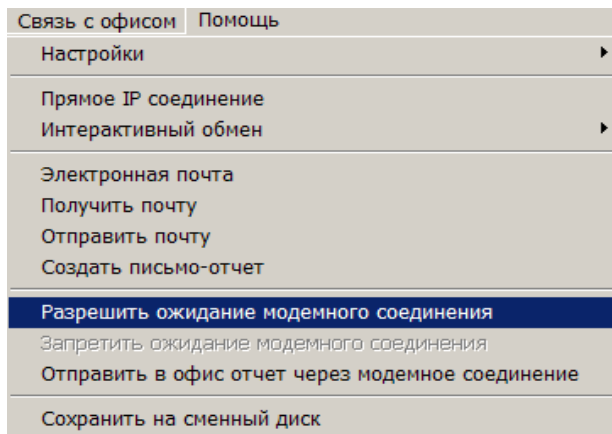 Связь с офисом Помощь
Настройки
Прямое IP соединение
Интерактивный обмен
Электронная почта
Получить почту
Отправить почту
Создать письмо-отчет
Разрешить ожидание модемного соединения
Запретить ожидание модемного соединения
Отправить в офис отчет через модемное соединение
Сохранить на сменный диск